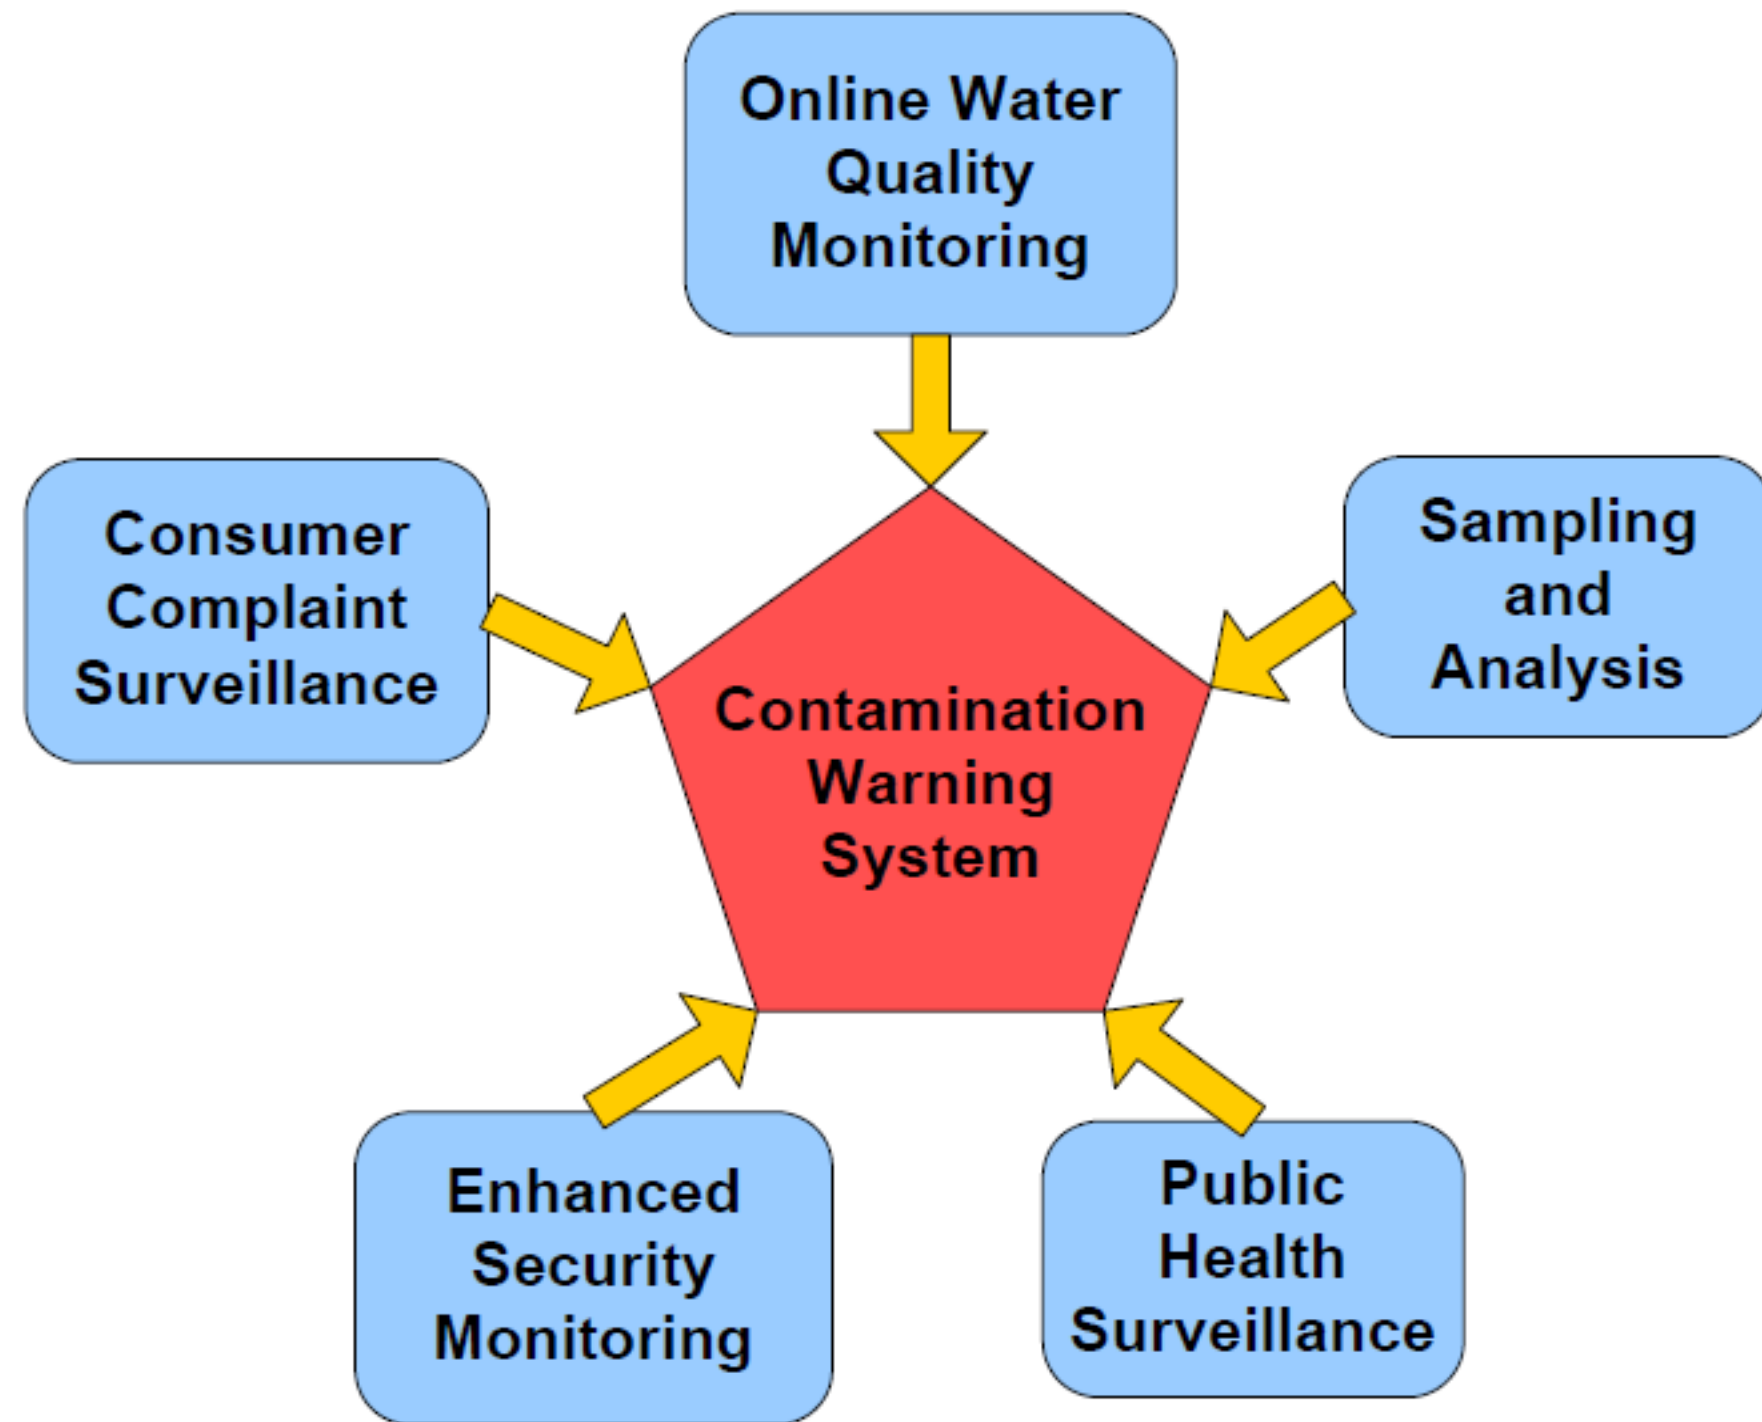 Online Water
Quality
Monitoring
Consumer
Complaint
Surveillance
Sampling
and
Analysis
Contamination
Warning
System
Enhanced
Security
Monitoring
Public
Health
Surveillance